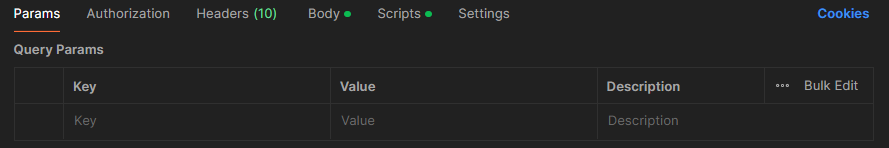 Params Authorization Headers (10) Body Scripts Settings Cookies
Query Params
Key Value Description Bulk Edit
Key Value Description